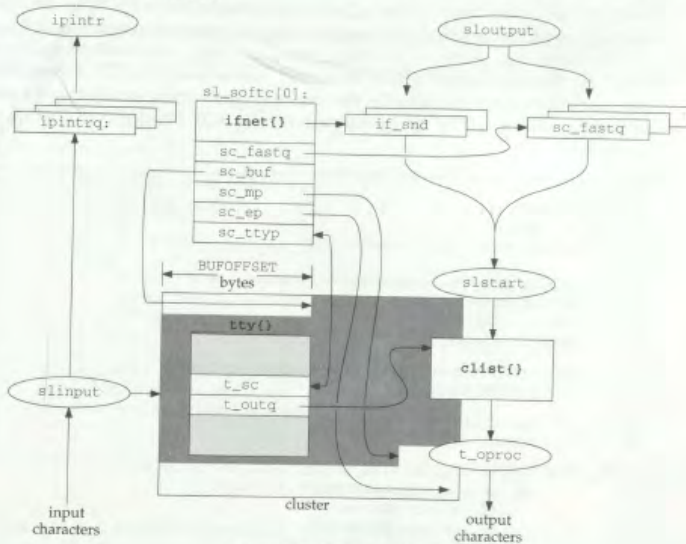 ipintr
sloutput
sl_softc[0]:
ipintrq:
ifnet{}
if_snd
sc_fastq
sc_fastq
sc_buf
sc_mp
sc_ep
sc_ttyp
BUFOFFSET
bytes
slstart
tty{}
clist{}
slinput
t_sc
t_outq
t_oproc
cluster
input
characters
output
characters